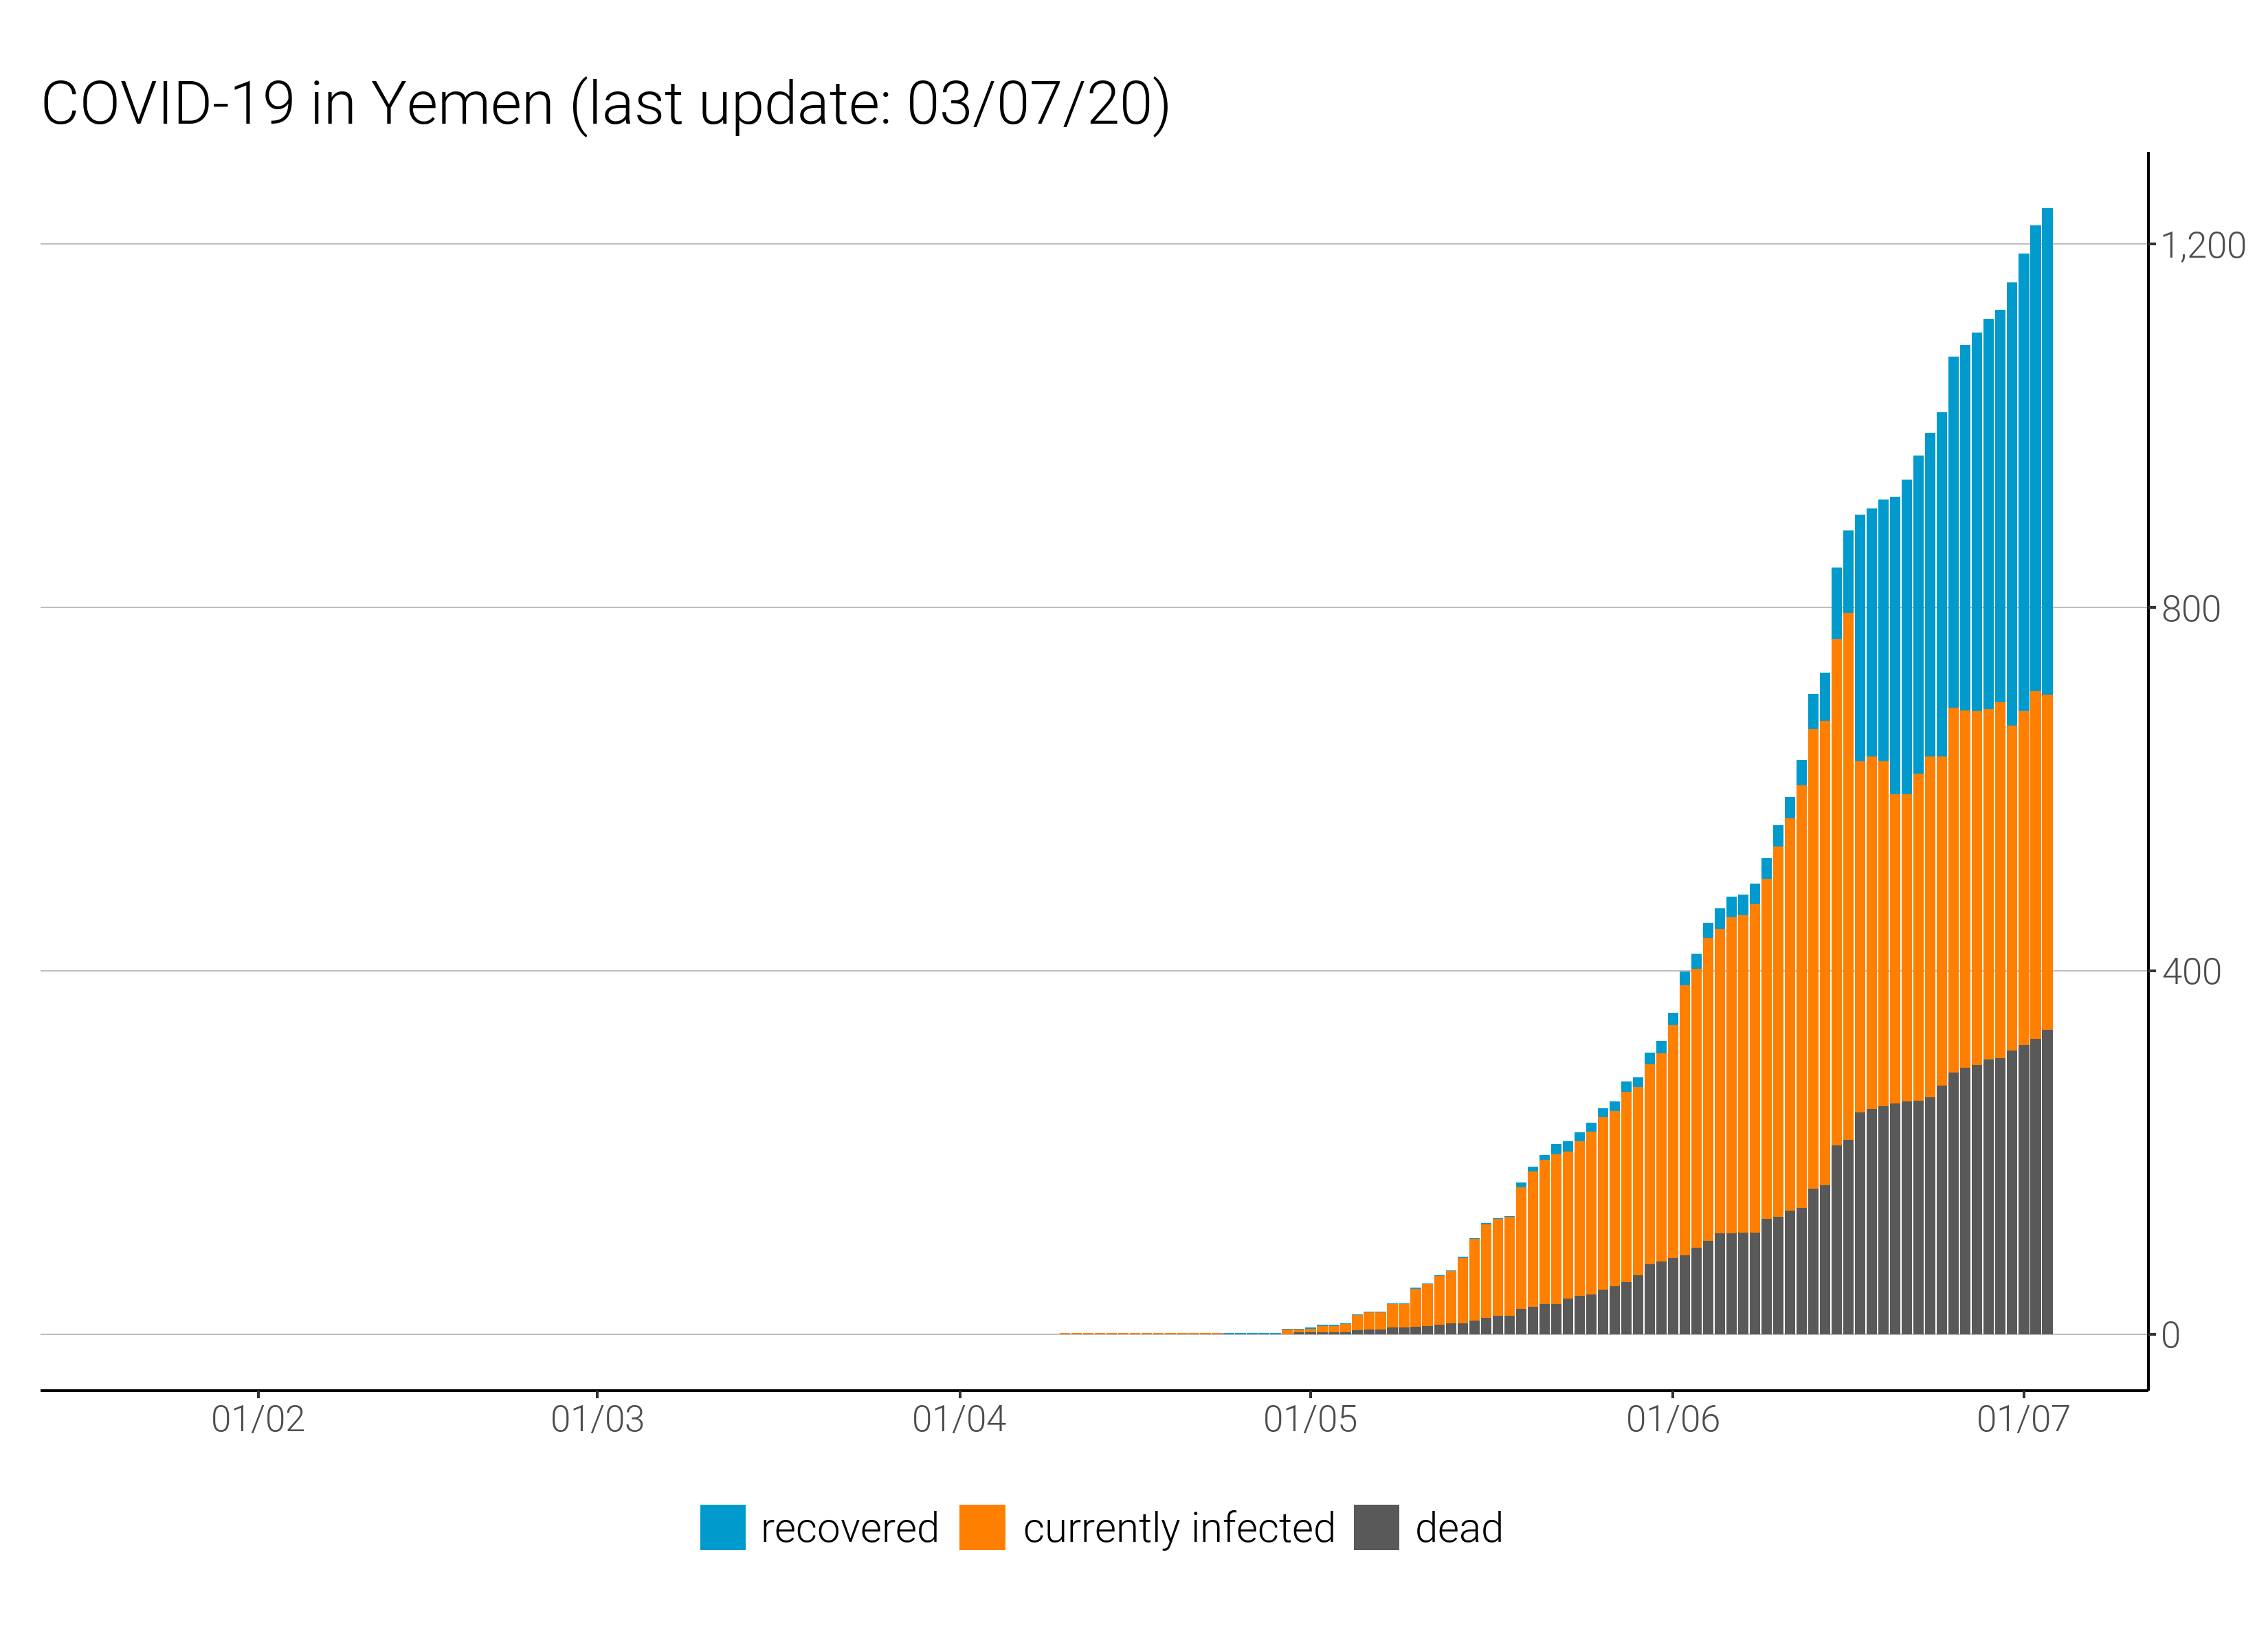 COVID-19 in Yemen (last update: 03/07/20)
1,200
800
400
0
01/02 01/03 01/04 01/05 01/06 01/07
recovered currently infected dead